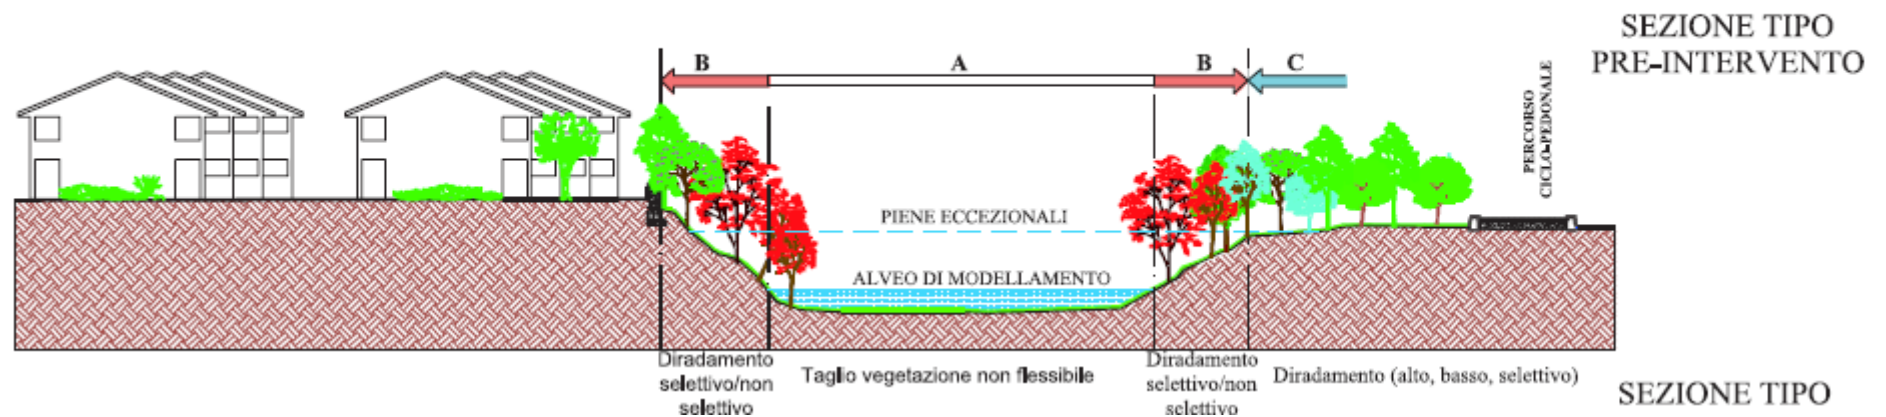 SEZIONE TIPO
PRE-INTERVENTO
B
A
B
C
PERCORSO
CICLO-PEDONALE
PIENE ECCEZIONALI
ALVEO DI MODELLAMENTO
Diradamento
selettivo/non
selettivo
Taglio vegetazione non flessibile
Diradamento
selettivo/non
selettivo
Diradamento (alto, basso, selettivo)
SEZIONE TIPO